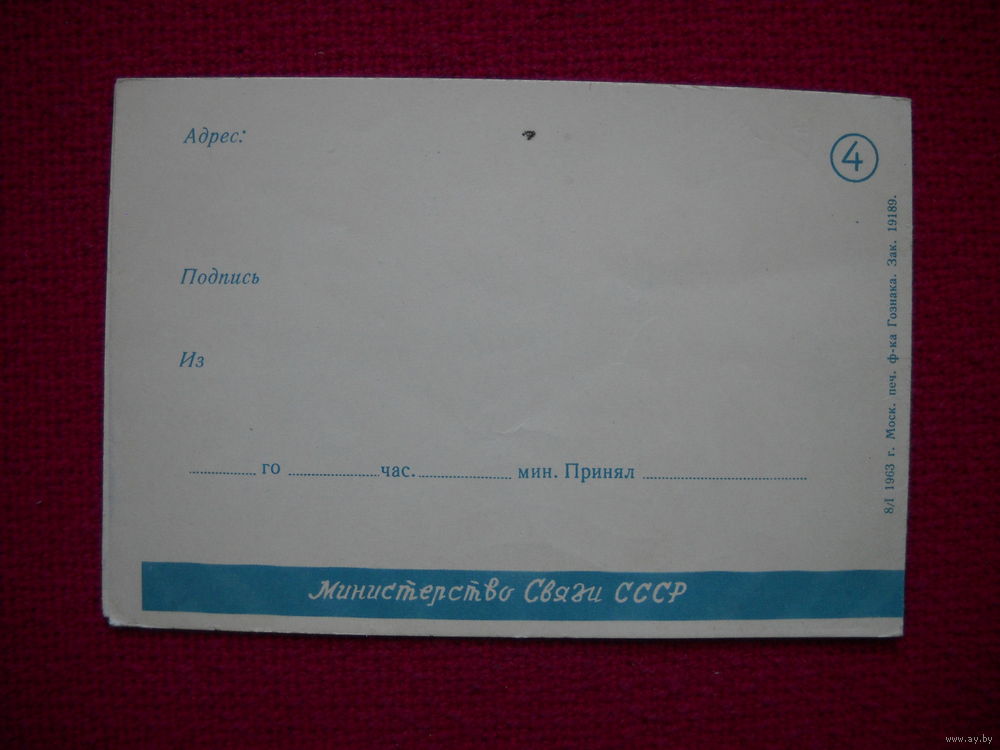 Адрес:
4
Подпись
Из
го час. мин. Принял
8/I 1963 г. Моск. печ. ф-ка Гознака. Зак. 19189.
Министерство Связи СССР
www.ay.by